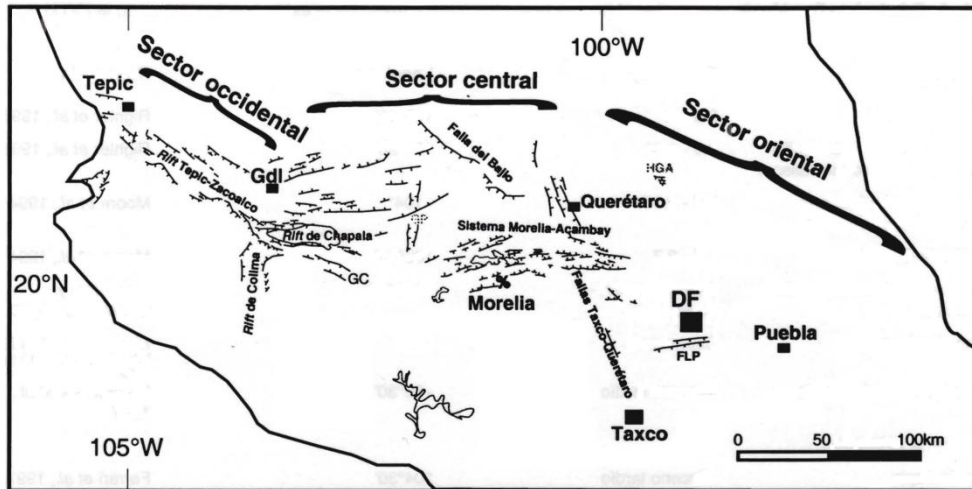 100°W
Sector occidental
Sector central
Sector oriental
Tepic
Falla del Bajío
HGA
Rift Tepic-Zacoalco
Gdl
Querétaro
Sistema Morelia-Acambay
Rift de Chapala
20°N
Rift de Colima
GC
Morelia
Fallas Taxco-Querétaro
DF
Puebla
FLP
105°W
Taxco
0 50 100km